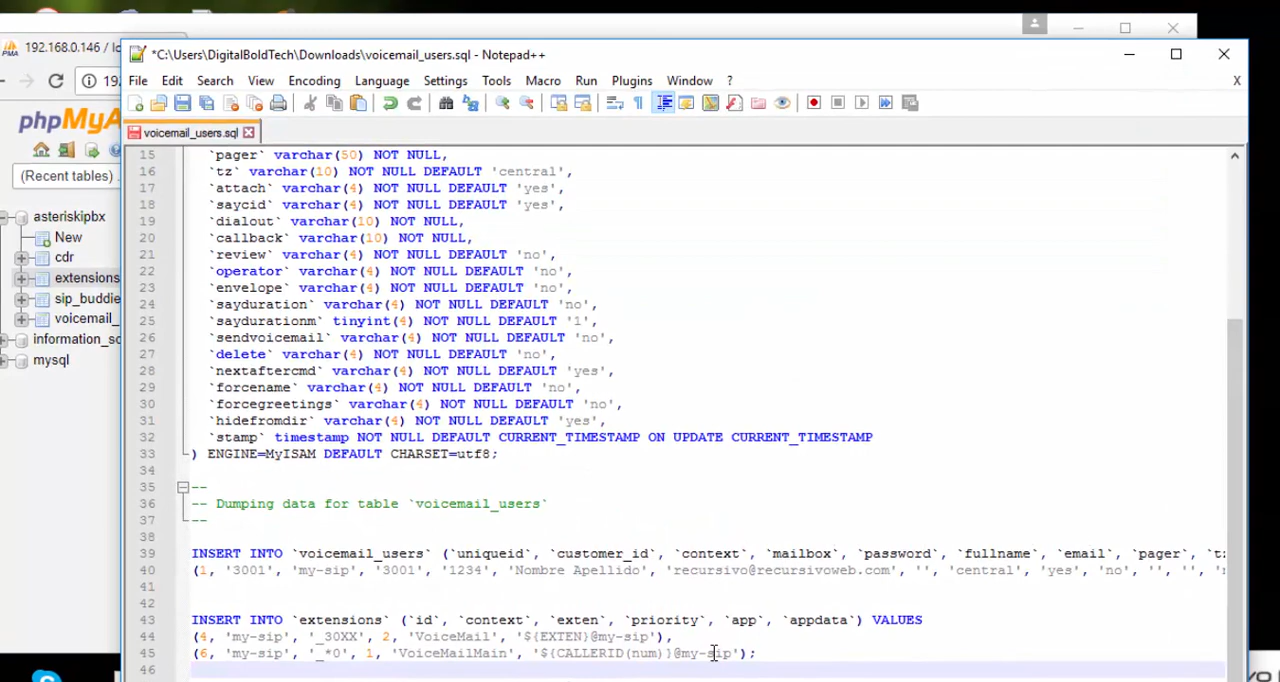 192.168.0.146 / lo
*C:\Users\DigitalBoldTech\Downloads\voicemail_users.sql - Notepad++
File Edit Search View Encoding Language Settings Tools Macro Run Plugins Window ? X
voicemail_users.sql
phpMyA
(Recent tables) .
asteriskpbx
New
cdr
extensions
sip_buddie
voicemail_
information_sc
mysql
15 `pager` varchar(50) NOT NULL,
16 `tz` varchar(10) NOT NULL DEFAULT 'central',
17 `attach` varchar(4) NOT NULL DEFAULT 'yes',
18 `saycid` varchar(4) NOT NULL DEFAULT 'yes',
19 `dialout` varchar(10) NOT NULL,
20 `callback` varchar(10) NOT NULL,
21 `review` varchar(4) NOT NULL DEFAULT 'no',
22 `operator` varchar(4) NOT NULL DEFAULT 'no',
23 `envelope` varchar(4) NOT NULL DEFAULT 'no',
24 `sayduration` varchar(4) NOT NULL DEFAULT 'no',
25 `saydurationm` tinyint(4) NOT NULL DEFAULT '1',
26 `sendvoicemail` varchar(4) NOT NULL DEFAULT 'no',
27 `delete` varchar(4) NOT NULL DEFAULT 'no',
28 `nextaftercmd` varchar(4) NOT NULL DEFAULT 'yes',
29 `forcename` varchar(4) NOT NULL DEFAULT 'no',
30 `forcegreetings` varchar(4) NOT NULL DEFAULT 'no',
31 `hidefromdir` varchar(4) NOT NULL DEFAULT 'yes',
32 `stamp` timestamp NOT NULL DEFAULT CURRENT_TIMESTAMP ON UPDATE CURRENT_TIMESTAMP
33 ) ENGINE=MyISAM DEFAULT CHARSET=utf8;
34
35 --
36 -- Dumping data for table `voicemail_users`
37 --
38
39 INSERT INTO `voicemail_users` (`uniqueid`, `customer_id`, `context`, `mailbox`, `password`, `fullname`, `email`, `pager`, `t
40 (1, '3001', 'my-sip', '3001', '1234', 'Nombre Apellido', 'recursivo@recursivoweb.com', '', 'central', 'yes', 'no', '', '',
41
42
43 INSERT INTO `extensions` (`id`, `context`, `exten`, `priority`, `app`, `appdata`) VALUES
44 (4, 'my-sip', '_30XX', 2, 'VoiceMail', '${EXTEN}@my-sip'),
45 (6, 'my-sip', '_*0', 1, 'VoiceMailMain', '${CALLERID(num)}@my-sip');
46